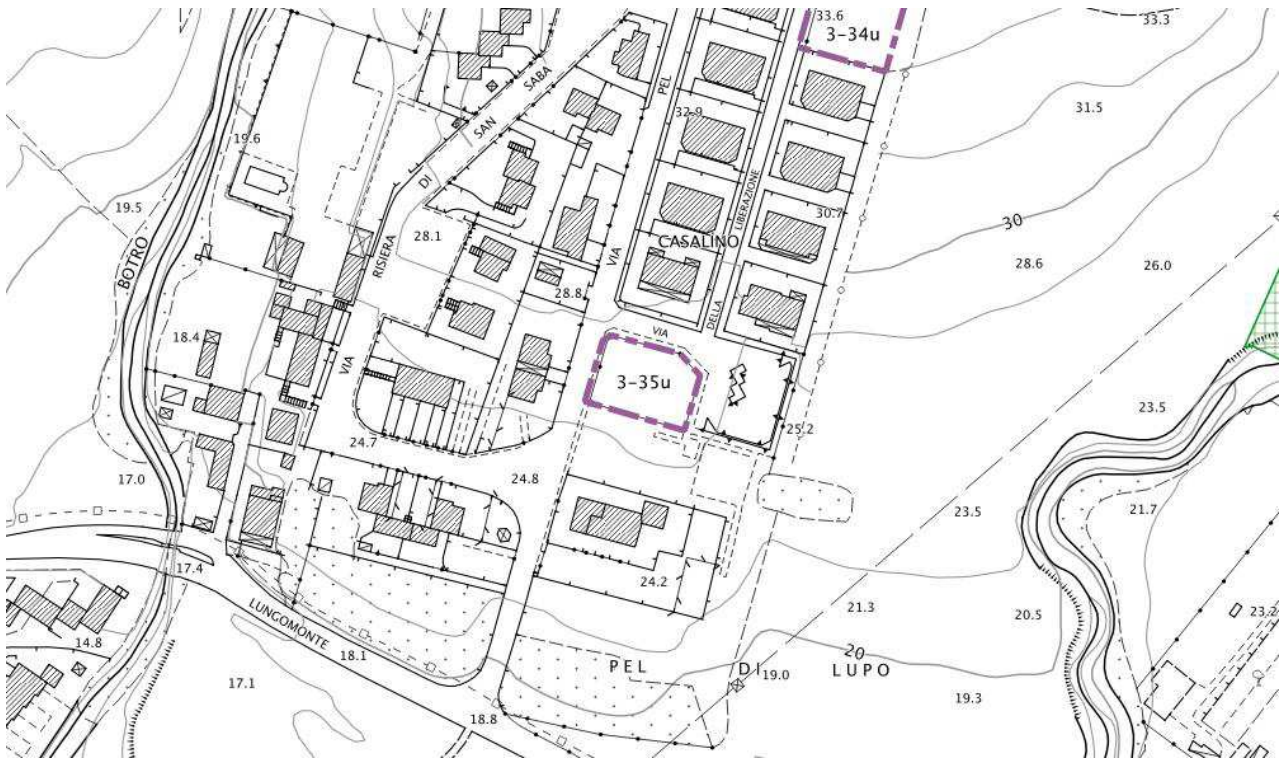 33.6
3-34u
33.3
PEL
SABA
SAN
DI
RISIERA
VIA
32.9
31.5
19.6
19.5
BOTRO
28.1
30.7
30
LIBERAZIONE
CASALINO
VIA
28.6
26.0
28.8
DELLA
VIA
18.4
3-35u
23.5
24.7
25.2
24.8
17.0
23.5
21.7
17.4
24.2
21.3
20.5
23.2
LUNGOMONTE
14.8
18.1
20
PEL DI LUPO
19.0
17.1
19.3
18.8